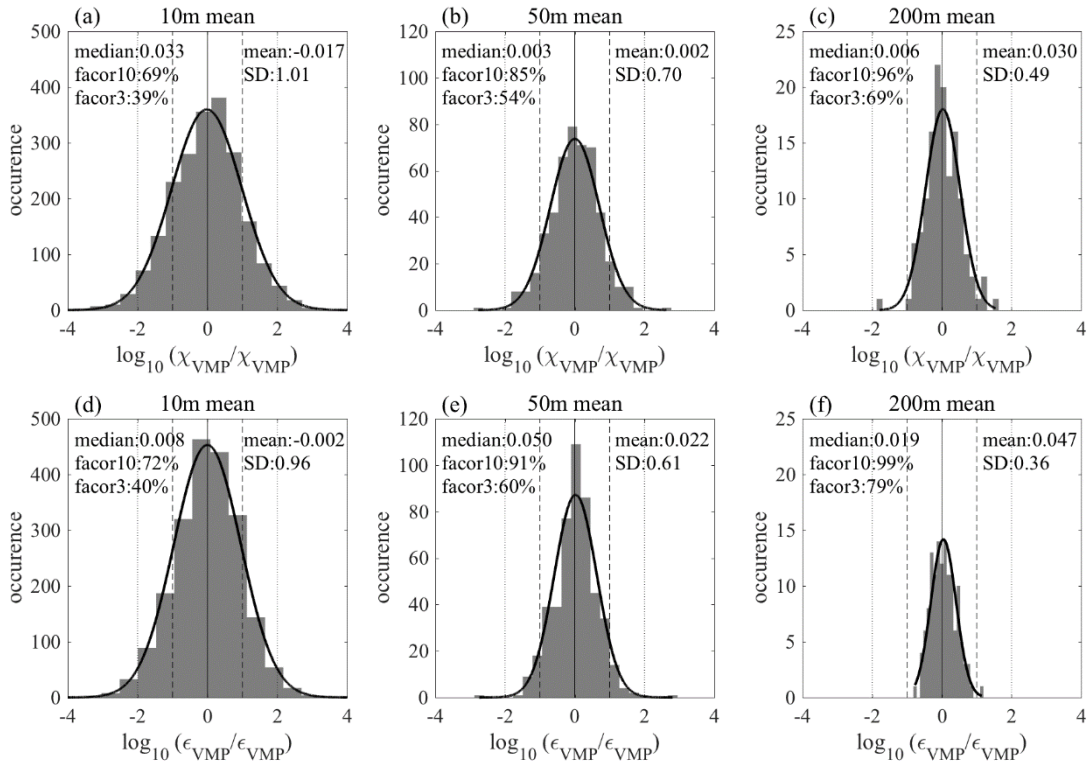 (a) 10m mean
median:0.033 mean:-0.017
facor10:69% SD:1.01
facor3:39%
500
400
300
200
100
0
occurence
-4 -2 0 2 4
log10 (χVMP/χVMP)
(b) 50m mean
median:0.003 mean:0.002
facor10:85% SD:0.70
facor3:54%
120
100
80
60
40
20
0
occurence
-4 -2 0 2 4
log10 (χVMP/χVMP)
(c) 200m mean
median:0.006 mean:0.030
facor10:96% SD:0.49
facor3:69%
25
20
15
10
5
0
occurence
-4 -2 0 2 4
log10 (χVMP/χVMP)
(d) 10m mean
median:0.008 mean:-0.002
facor10:72% SD:0.96
facor3:40%
500
400
300
200
100
0
occurence
-4 -2 0 2 4
log10 (ϵVMP/ϵVMP)
(e) 50m mean
median:0.050 mean:0.022
facor10:91% SD:0.61
facor3:60%
120
100
80
60
40
20
0
occurence
-4 -2 0 2 4
log10 (ϵVMP/ϵVMP)
(f) 200m mean
median:0.019 mean:0.047
facor10:99% SD:0.36
facor3:79%
25
20
15
10
5
0
occurence
-4 -2 0 2 4
log10 (ϵVMP/ϵVMP)